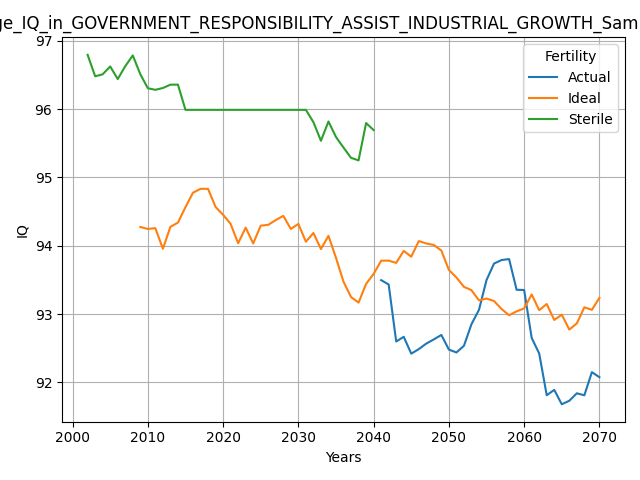 ge_IQ_in_GOVERNMENT_RESPONSIBILITY_ASSIST_INDUSTRIAL_GROWTH_Sam
97
96
95
94
93
92
IQ
Fertility
Actual
Ideal
Sterile
2000 2010 2020 2030 2040 2050 2060 2070
Years